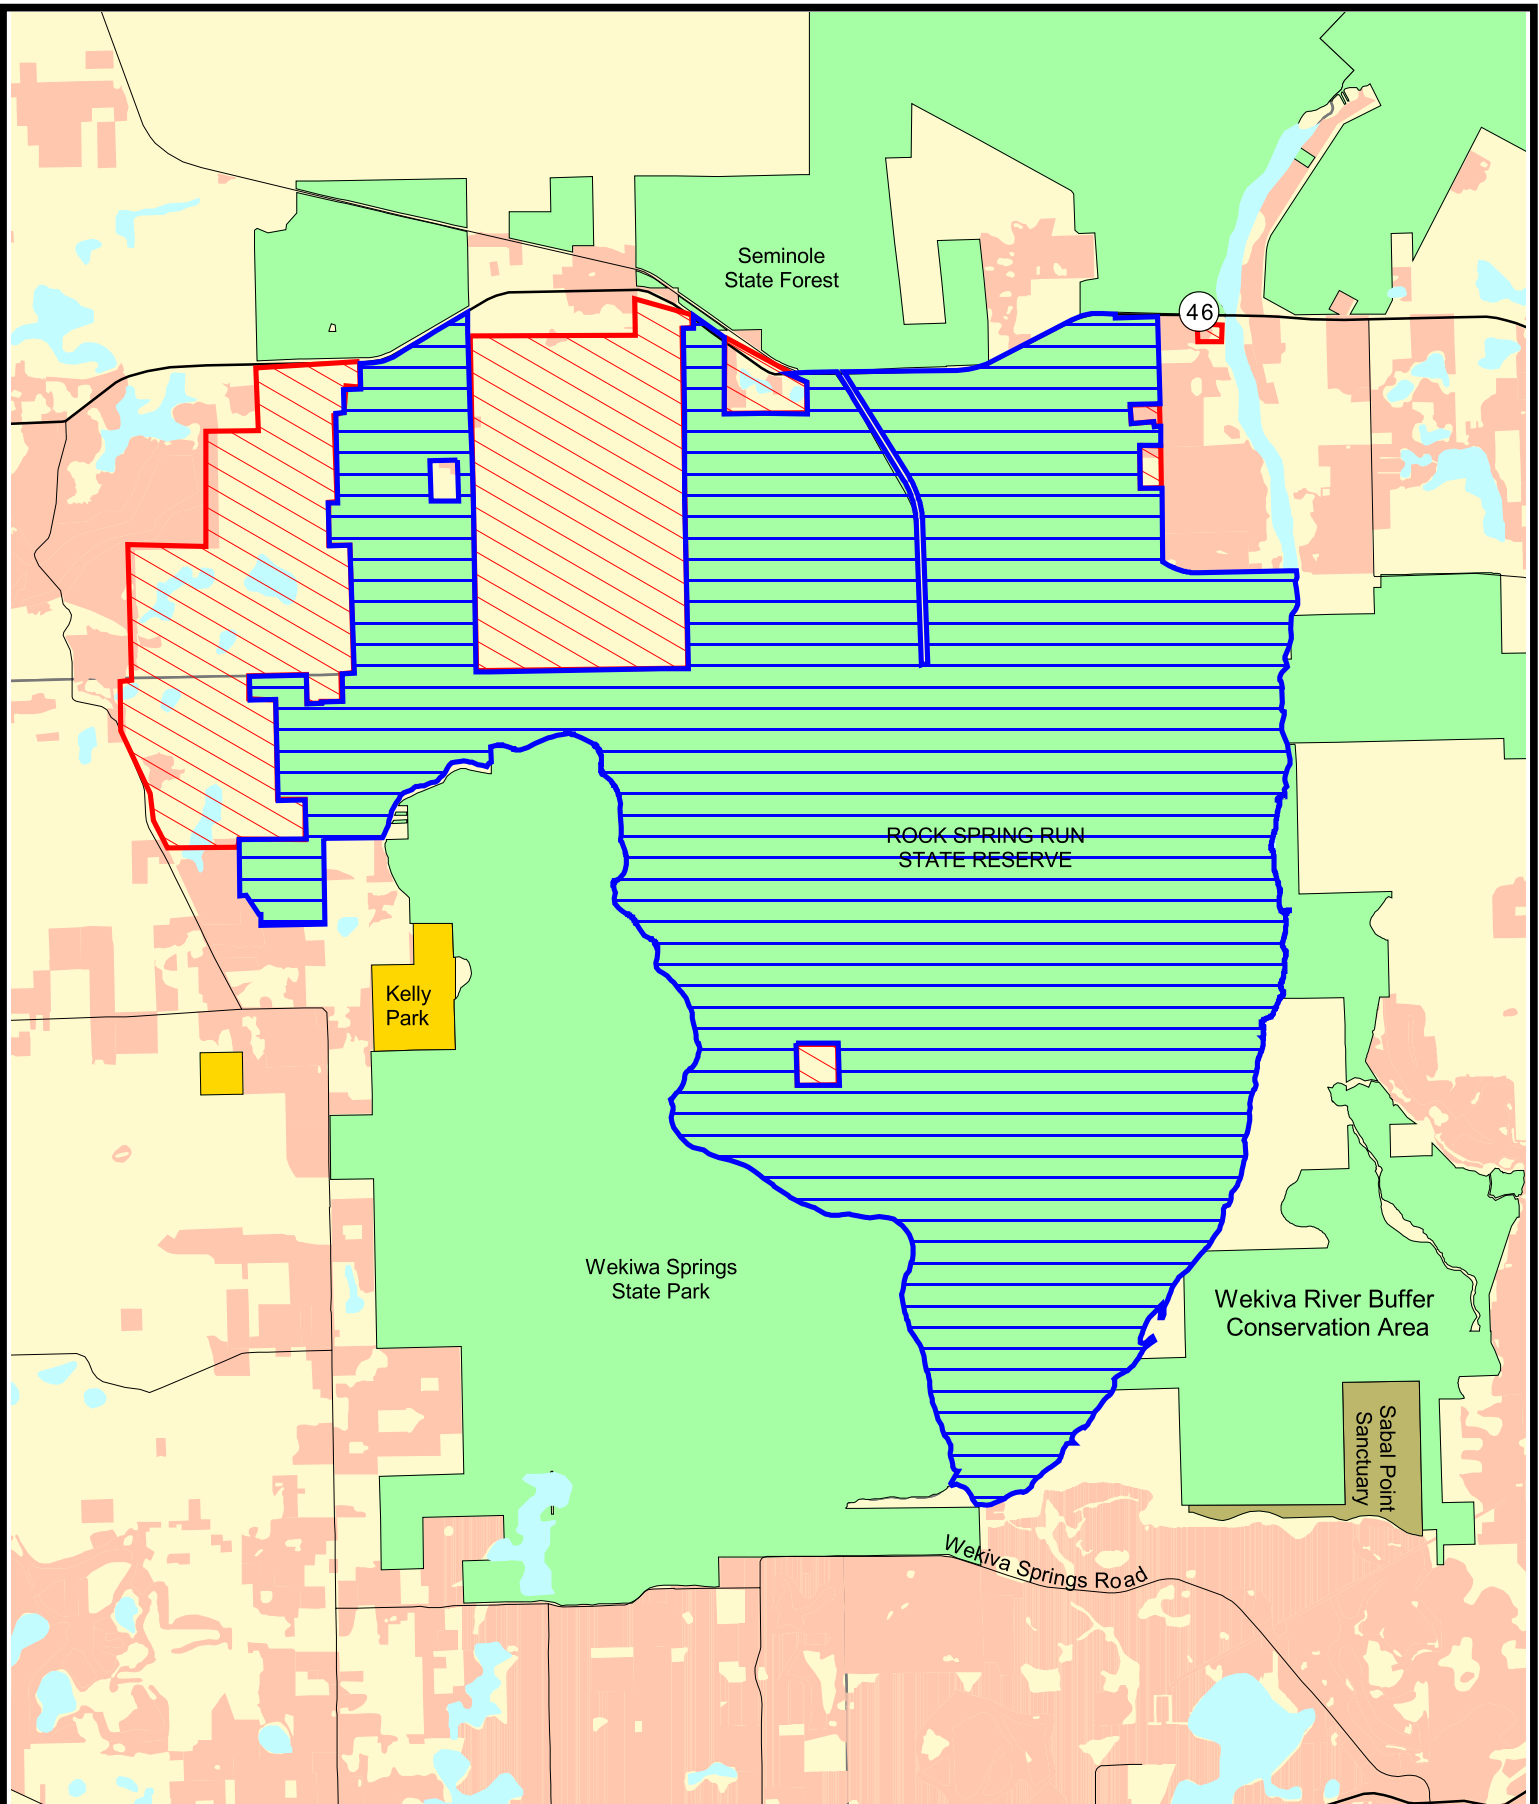 Seminole
State Forest
46
ROCK SPRING RUN
STATE RESERVE
Kelly
Park
Wekiwa Springs
State Park
Wekiva River Buffer
Conservation Area
Sabal Point
Sanctuary
Wekiva Springs Road